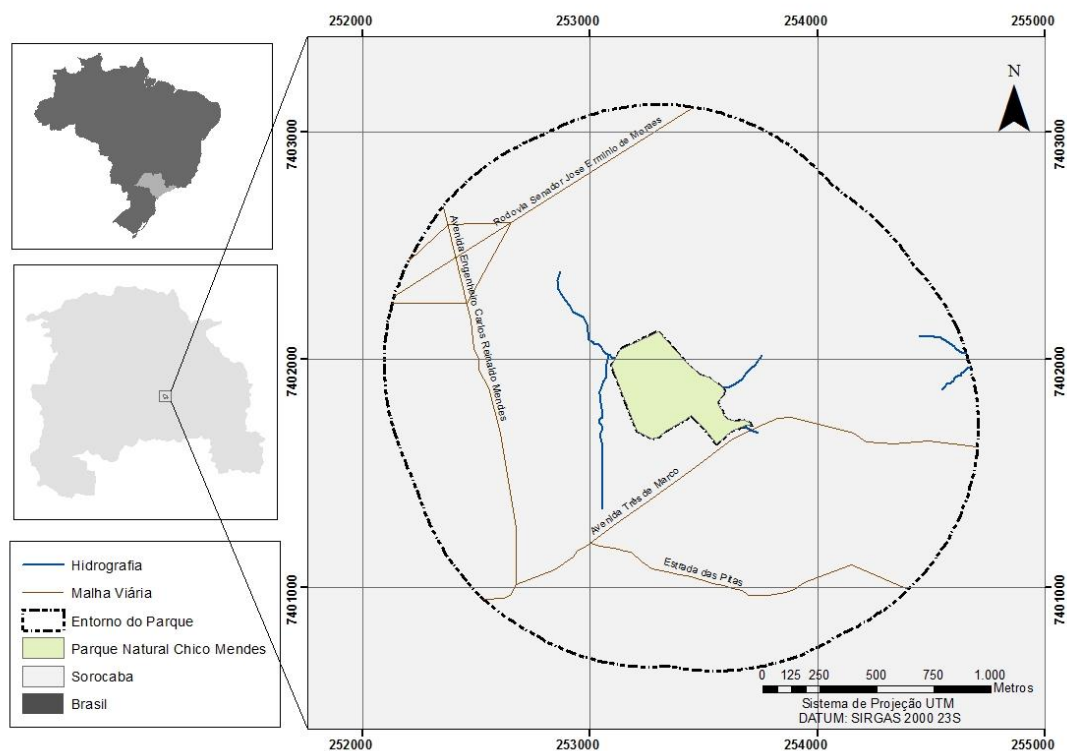 252000
253000
254000
255000
N
7403000
7403000
Rodovia Senador Jose Erminio de Moraes
Avenida Engenheiro Carlos Reinaldo Mendes
7402000
7402000
Avenida Três de Marco
Estrada das Pitas
7401000
7401000
Hidrografia
Malha Viária
Entorno do Parque
Parque Natural Chico Mendes
Sorocaba
Brasil
0 125 250 500 750 1.000
Metros
Sistema de Projeção UTM
DATUM: SIRGAS 2000 23S
252000
253000
254000
255000